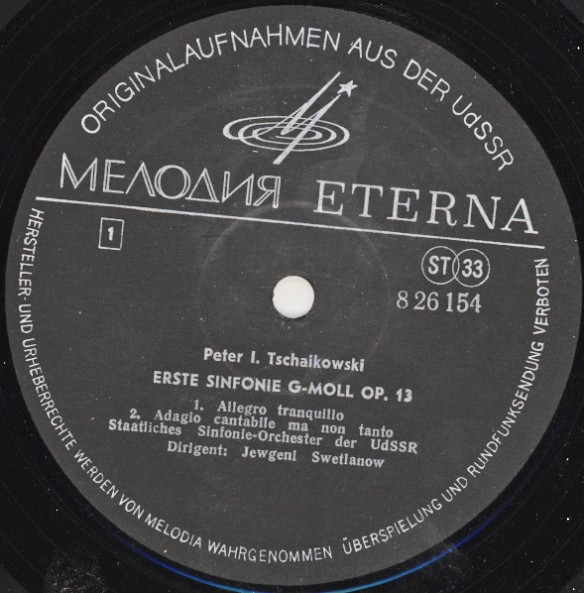 ORIGINALAUFNAHMEN AUS DER UdSSR
МЕЛОДИЯ ETERNA
1
ST 33
8 26 154
Peter I. Tschaikowski
ERSTE SINFONIE G-MOLL OP. 13
1. Allegro tranquillo
2. Adagio cantabile ma non tanto
Staatliches Sinfonie-Orchester der UdSSR
Dirigent: Jewgeni Swetlanow
HERSTELLER- UND URHEBERRECHTE WERDEN VON MELODIA WAHRGENOMMEN ÜBERSPIELUNG UND RUNDFUNKSENDUNG VERBOTEN